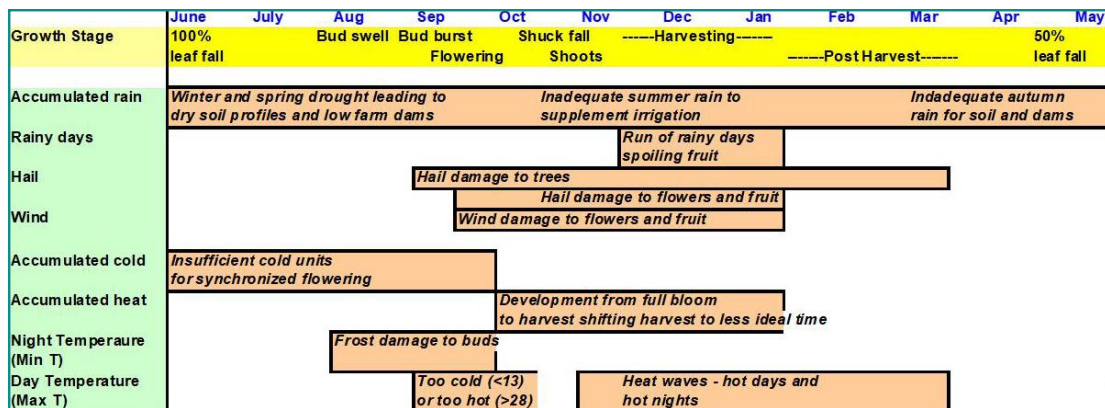 June July Aug Sep Oct Nov Dec Jan Feb Mar Apr May
Growth Stage 100% Bud swell Bud burst Shuck fall ------Harvesting------ 50%
leaf fall Flowering Shoots ------Post Harvest------ leaf fall
Accumulated rain Winter and spring drought leading to Inadequate summer rain to Indadequate autumn
dry soil profiles and low farm dams supplement irrigation rain for soil and dams
Rainy days Run of rainy days
spoiling fruit
Hail Hail damage to trees
Hail damage to flowers and fruit
Wind Wind damage to flowers and fruit
Accumulated cold Insufficient cold units
for synchronized flowering
Accumulated heat Development from full bloom
to harvest shifting harvest to less ideal time
Night Temperaure Frost damage to buds
(Min T)
Day Temperature Too cold (<13) Heat waves - hot days and
(Max T) or too hot (>28) hot nights